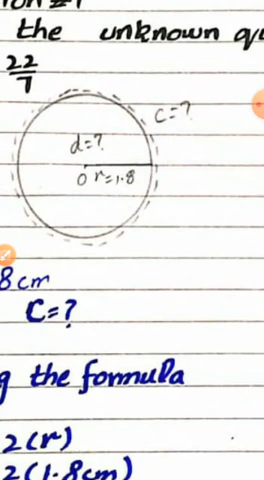 the unknown
22
7
c=?
d=?
O r=1.8
8cm
C=?
the formula
2(r)
2(1.8cm)